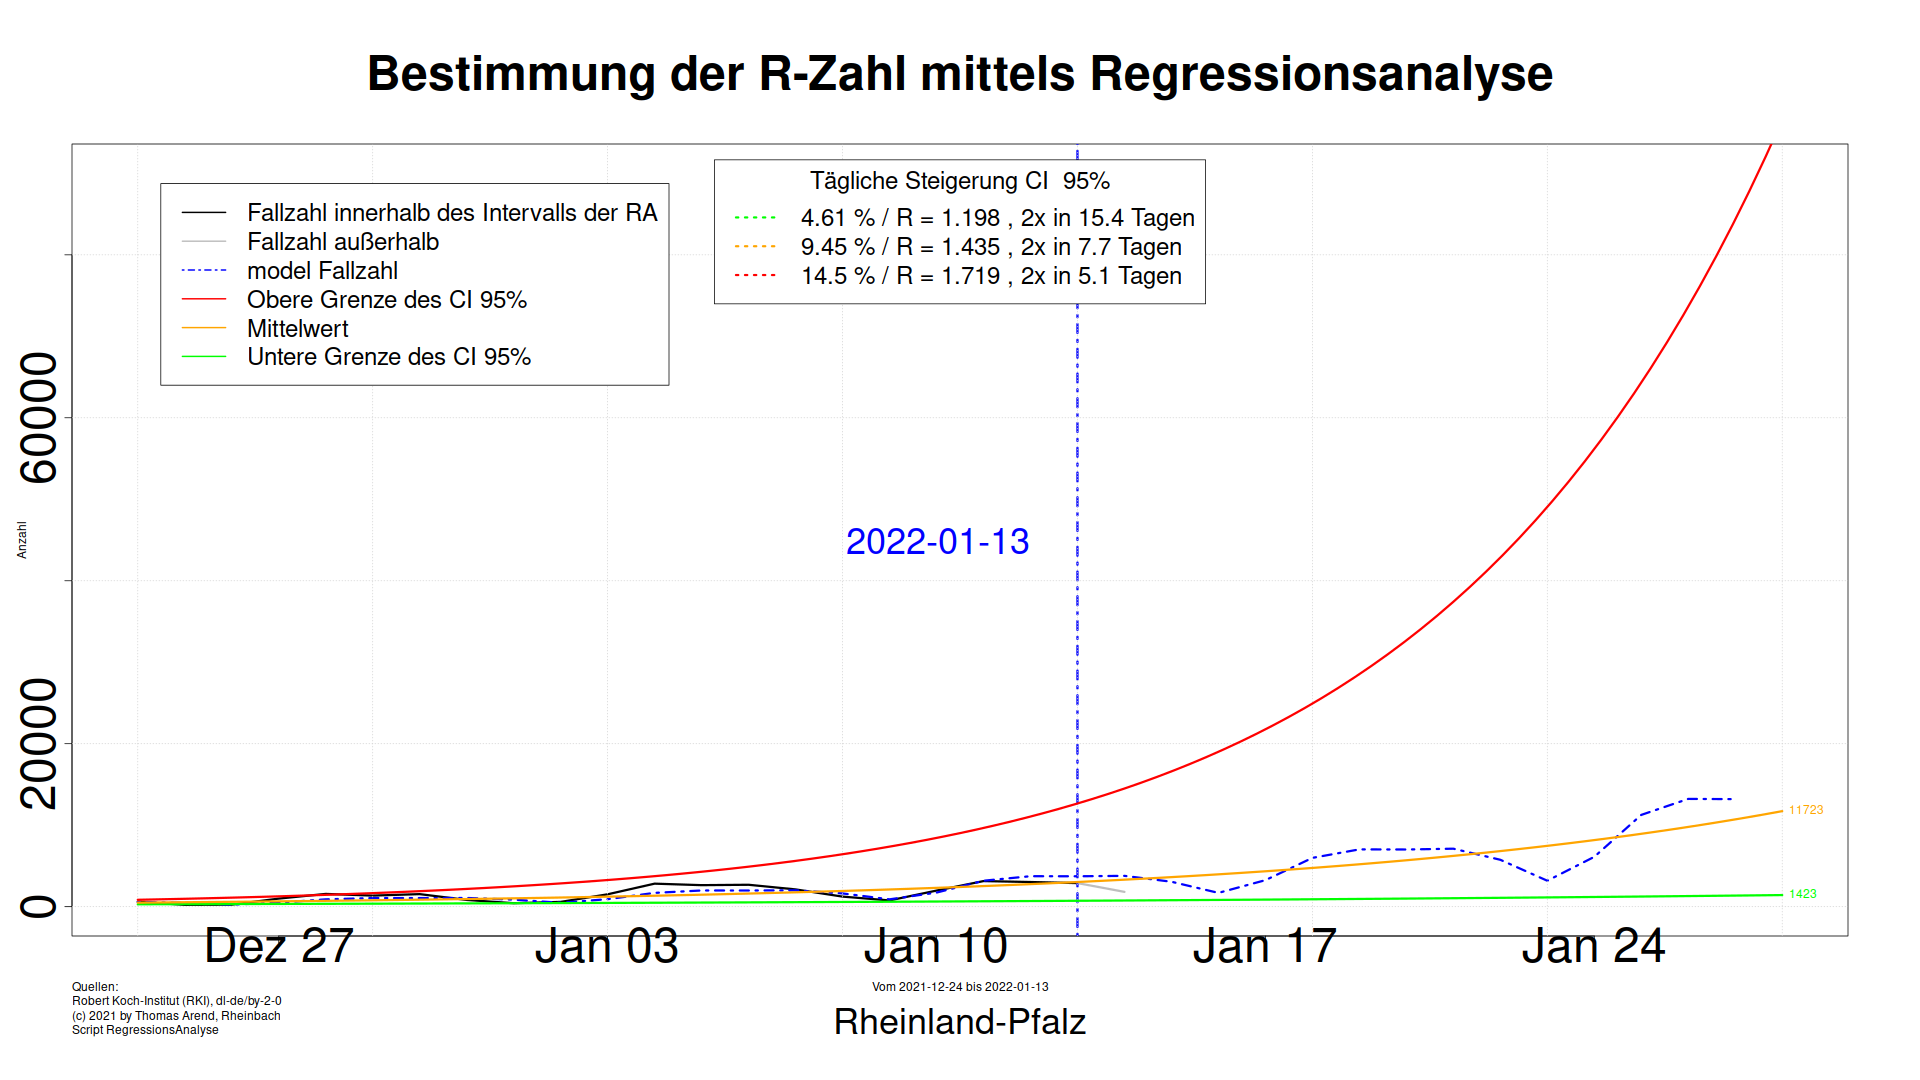 Bestimmung der R-Zahl mittels Regressionsanalyse
Fallzahl innerhalb des Intervalls der RA
Fallzahl außerhalb
model Fallzahl
Obere Grenze des CI 95%
Mittelwert
Untere Grenze des CI 95%
Tägliche Steigerung CI  95%
4.61 % / R = 1.198 , 2x in 15.4 Tagen
9.45 % / R = 1.435 , 2x in 7.7 Tagen
14.5 % / R = 1.719 , 2x in 5.1 Tagen
60000
20000
0
Anzahl
2022-01-13
11723
1423
Dez 27
Jan 03
Jan 10
Jan 17
Jan 24
Quellen:
Robert Koch-Institut (RKI), dl-de/by-2-0
(c) 2021 by Thomas Arend, Rheinbach
Script RegressionsAnalyse
Vom 2021-12-24 bis 2022-01-13
Rheinland-Pfalz